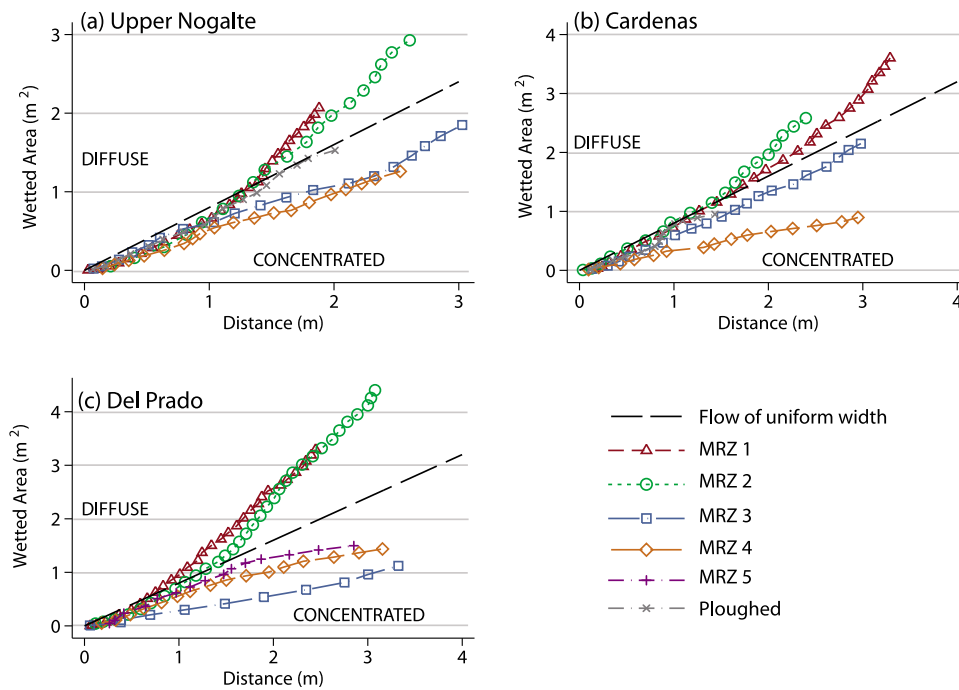 (a) Upper Nogalte
3
2
1
0
Wetted Area (m 2)
DIFFUSE
CONCENTRATED
0 1 2 3
Distance (m)
(b) Cardenas
4
3
2
1
0
Wetted Area (m 2)
DIFFUSE
CONCENTRATED
0 1 2 3 4
Distance (m)
(c) Del Prado
4
3
2
1
0
Wetted Area (m 2)
DIFFUSE
CONCENTRATED
0 1 2 3 4
Distance (m)
Flow of uniform width
MRZ 1
MRZ 2
MRZ 3
MRZ 4
MRZ 5
Ploughed